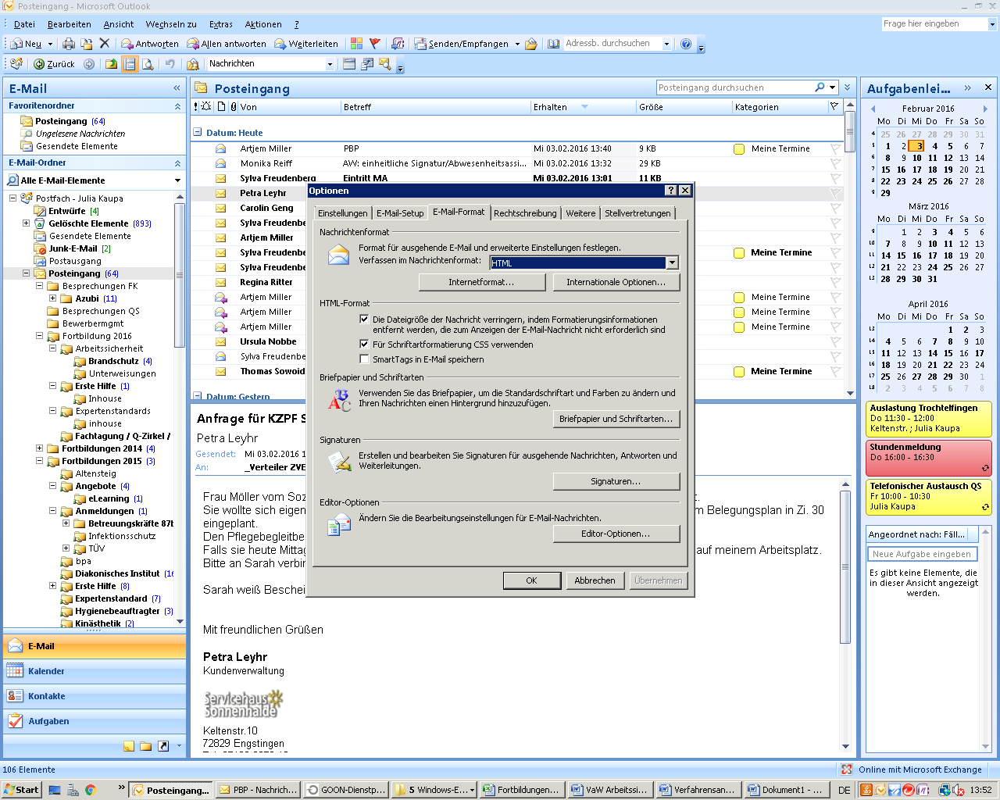 Posteingang - Microsoft Outlook
Datei Bearbeiten Ansicht Wechseln zu Extras Aktionen ?
Frage hier eingeben
Neu Antworten Allen antworten Weiterleiten Senden/Empfangen Adressb. durchsuchen
Zurück Nachrichten
E-Mail
Favoritenordner
Posteingang (64)
Ungelesene Nachrichten
Gesendete Elemente
E-Mail-Ordner
Alle E-Mail-Elemente
Postfach - Julia Kaupa
Entwürfe [4]
Gelöschte Elemente (893)
Gesendete Elemente
Junk-E-Mail [2]
Postausgang
Posteingang (64)
Besprechungen FK
Azubi (11)
Besprechungen QS
Bewerbermgmt
Fortbildung 2016
Arbeitssicherheit
Brandschutz (4)
Unterweisungen
Erste Hilfe (1)
Inhouse
Expertenstandards
inhouse
Fachtagung / Q-Zirkel /
Fortbildungen 2014 (4)
Fortbildungen 2015 (3)
Altensteig
Angebote (4)
eLearning (1)
Anmeldungen (1)
Betreuungskräfte 87b
Infektionsschutz
TÜV
bpa
Diakonisches Institut (16
Erste Hilfe (8)
Expertenstandard (7)
Hygienebeauftragter (3)
Kinästhetik (2)
E-Mail
Kalender
Kontakte
Aufgaben
Posteingang
Posteingang durchsuchen
Von Betreff Erhalten Größe Kategorien
Datum: Heute
Artjem Miller PBP Mi 03.02.2016 13:40 9 KB Meine Termine
Monika Reiff AW: einheitliche Signatur/Abwesenheitsassi... Mi 03.02.2016 13:32 29 KB
Sylva Freudenberg Eintritt MA Mi 03.02.2016 13:01 11 KB
Petra Leyhr
Carolin Geng
Sylva Freudenbe
Artjem Miller
Sylva Freudenbe Meine Termine
Sylva Freudenbe
Regina Ritter
Artjem Miller Meine Termine
Artjem Miller Meine Termine
Artjem Miller Meine Termine
Ursula Nobbe
Sylva Freudenbe
Thomas Sowoid Meine Termine
Datum: Gestern
Anfrage für KZPF S
Petra Leyhr
Gesendet: Mi 03.02.2016 1
An: _Verteiler ZVE
Frau Möller vom Soz t.
Sie wollte sich eigen m Belegungsplan in Zi. 30
eingeplant.
Den Pflegebegleitbe
Falls sie heute Mittag auf meinem Arbeitsplatz.
Bitte an Sarah verbin
Sarah weiß Beschei
Mit freundlichen Grüßen
Petra Leyhr
Kundenverwaltung
Servicehaus
Sonnenhalde
Keltenstr.10
72829 Engstingen
Optionen
Einstellungen E-Mail-Setup E-Mail-Format Rechtschreibung Weitere Stellvertretungen
Nachrichtenformat
Format für ausgehende E-Mail und erweiterte Einstellungen festlegen.
Verfassen im Nachrichtenformat: HTML
Internetformat... Internationale Optionen...
HTML-Format
Die Dateigröße der Nachricht verringern, indem Formatierungsinformationen
entfernt werden, die zum Anzeigen der E-Mail-Nachricht nicht erforderlich sind
Für Schriftartformatierung CSS verwenden
SmartTags in E-Mail speichern
Briefpapier und Schriftarten
Verwenden Sie das Briefpapier, um die Standardschriftart und Farben zu ändern und
Ihren Nachrichten einen Hintergrund hinzuzufügen.
Briefpapier und Schriftarten...
Signaturen
Erstellen und bearbeiten Sie Signaturen für ausgehende Nachrichten, Antworten und
Weiterleitungen.
Signaturen...
Editor-Optionen
Ändern Sie die Bearbeitungseinstellungen für E-Mail-Nachrichten.
Editor-Optionen...
OK Abbrechen Übernehmen
Aufgabenlei...
Februar 2016
Mo Di Mi Do Fr Sa So
4 25 26 27 28 29 30 31
5 1 2 3 4 5 6 7
6 8 9 10 11 12 13 14
7 15 16 17 18 19 20 21
8 22 23 24 25 26 27 28
9 29
März 2016
Mo Di Mi Do Fr Sa So
9 1 2 3 4 5 6
10 7 8 9 10 11 12 13
11 14 15 16 17 18 19 20
12 21 22 23 24 25 26 27
13 28 29 30 31
April 2016
Mo Di Mi Do Fr Sa So
13 1 2 3
14 4 5 6 7 8 9 10
15 11 12 13 14 15 16 17
16 18 19 20 21 22 23 24
17 25 26 27 28 29 30 1
18 2 3 4 5 6 7 8
Auslastung Trochtelfingen
Do 11:30 - 12:00
Keltenstr. ; Julia Kaupa
Stundenmeldung
Do 16:00 - 16:30
Telefonischer Austausch QS
Fr 10:00 - 10:30
Julia Kaupa
Angeordnet nach: Fäll...
Neue Aufgabe eingeben
Es gibt keine Elemente, die
in dieser Ansicht angezeigt
werden.
106 Elemente
Online mit Microsoft Exchange
Start Posteingang... PBP - Nachrich... GOON-Dienstp... 5 Windows-E... Fortbildungen... VaW Arbeitssi... Verfahrensan... Dokument1 - ... DE 13:52